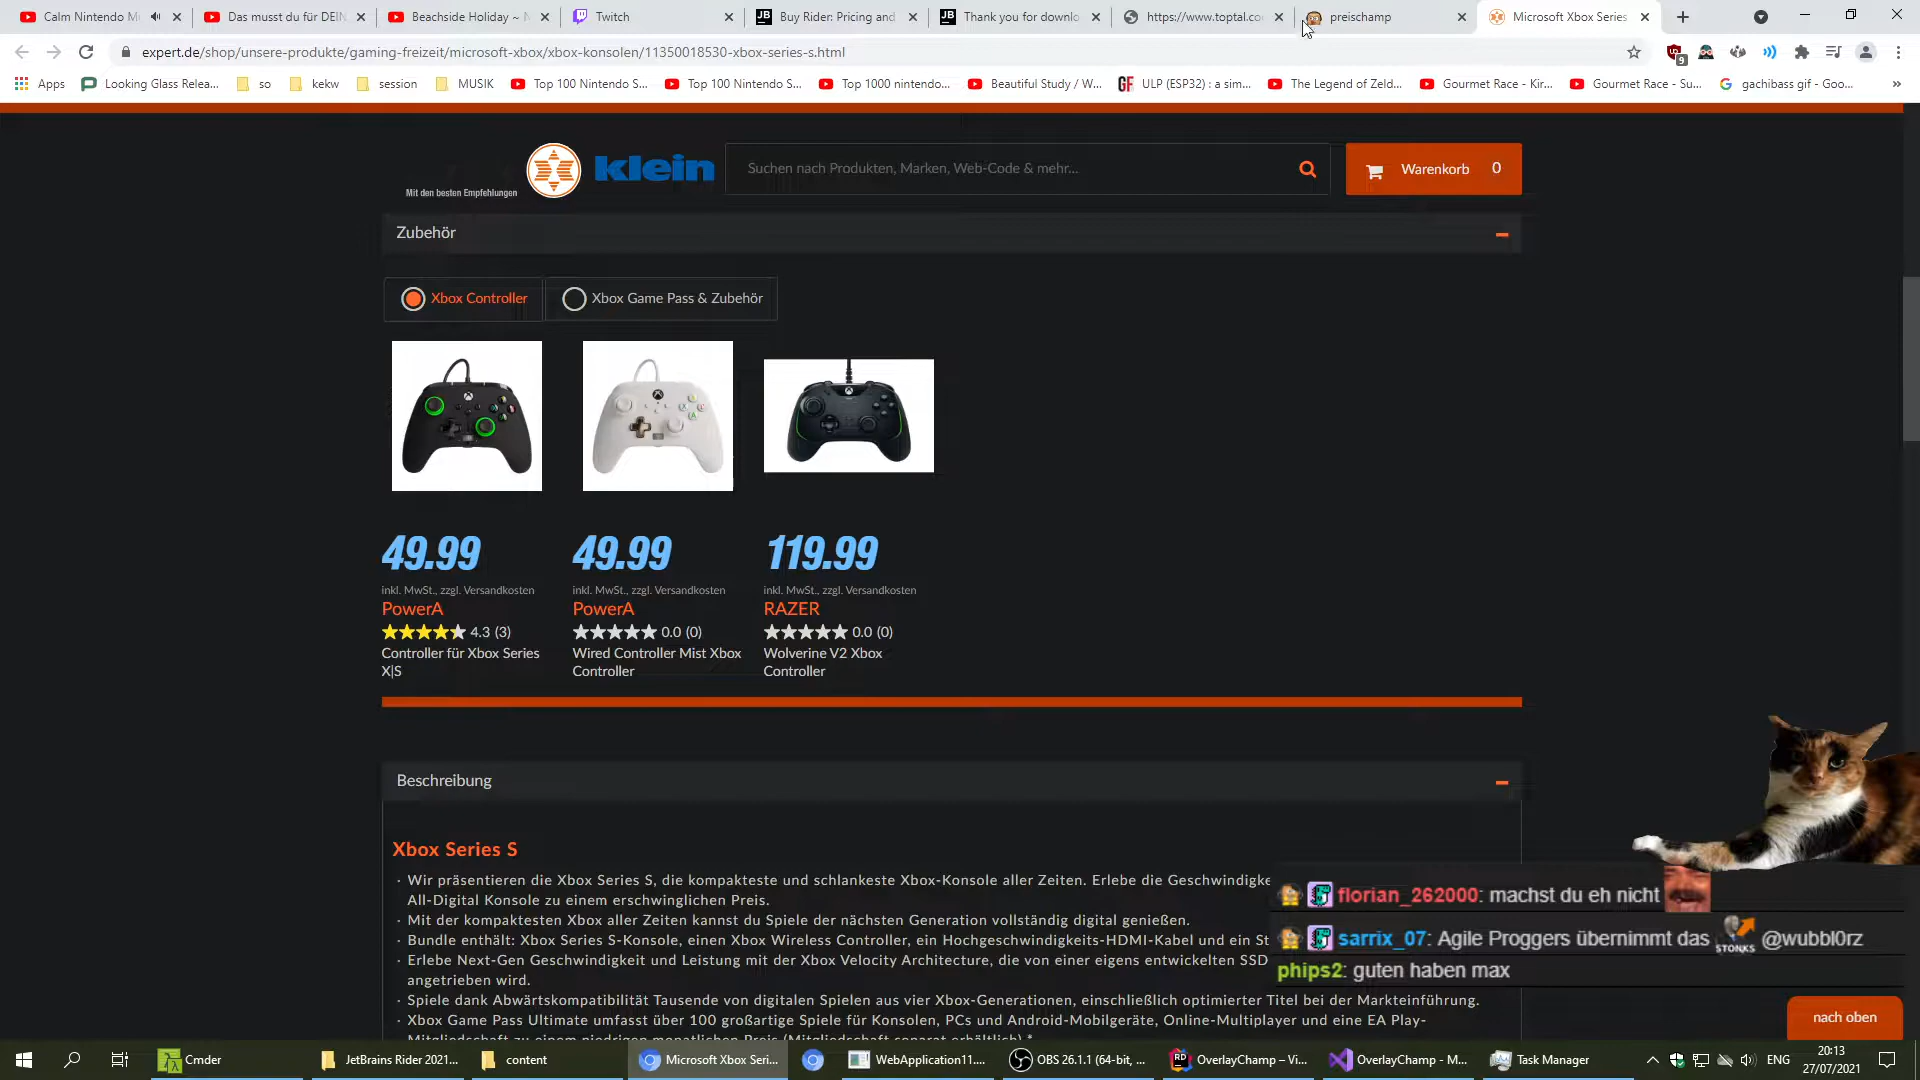 Calm Nintendo M
Das musst du für DEIN
Beachside Holiday ~ N
Twitch
Buy Rider: Pricing and
Thank you for downlo
https://www.toptal.co
preischamp
Microsoft Xbox Series
expert.de/shop/unsere-produkte/gaming-freizeit/microsoft-xbox/xbox-konsolen/11350018530-xbox-series-s.html
9
Apps
Looking Glass Relea...
so
kekw
session
MUSIK
Top 100 Nintendo S...
Top 100 Nintendo S...
Top 1000 nintendo...
Beautiful Study / W...
GF ULP (ESP32) : a sim...
The Legend of Zeld...
Gourmet Race - Kir...
Gourmet Race - Su...
gachibass gif - Goo...
Mit den besten Empfehlungen
klein
Suchen nach Produkten, Marken, Web-Code & mehr...
Warenkorb 0
Zubehör
Xbox Controller
Xbox Game Pass & Zubehör
49.99
inkl. MwSt., zzgl. Versandkosten
PowerA
4.3 (3)
Controller für Xbox Series
X|S
49.99
inkl. MwSt., zzgl. Versandkosten
PowerA
0.0 (0)
Wired Controller Mist Xbox
Controller
119.99
inkl. MwSt., zzgl. Versandkosten
RAZER
0.0 (0)
Wolverine V2 Xbox
Controller
Beschreibung
Xbox Series S
· Wir präsentieren die Xbox Series S, die kompakteste und schlankeste Xbox-Konsole aller Zeiten. Erlebe die Geschwindigke
All-Digital Konsole zu einem erschwinglichen Preis.
· Mit der kompaktesten Xbox aller Zeiten kannst du Spiele der nächsten Generation vollständig digital genießen.
· Bundle enthält: Xbox Series S-Konsole, einen Xbox Wireless Controller, ein Hochgeschwindigkeits-HDMI-Kabel und ein St
· Erlebe Next-Gen Geschwindigkeit und Leistung mit der Xbox Velocity Architecture, die von einer eigens entwickelten SSD
angetrieben wird.
· Spiele dank Abwärtskompatibilität Tausende von digitalen Spielen aus vier Xbox-Generationen, einschließlich optimierter Titel bei der Markteinführung.
· Xbox Game Pass Ultimate umfasst über 100 großartige Spiele für Konsolen, PCs und Android-Mobilgeräte, Online-Multiplayer und eine EA Play-
Mitgliedschaft zu einem niedrigen monatlichen Preis (Mitgliedschaft separat erhältlich).*
florian_262000: machst du eh nicht
sarrix_07: Agile Proggers übernimmt das STONKS @wubbl0rz
phips2: guten haben max
nach oben
Cmder
JetBrains Rider 2021...
content
Microsoft Xbox Seri...
WebApplication11...
OBS 26.1.1 (64-bit, ...
OverlayChamp – Vi...
OverlayChamp - M...
Task Manager
ENG
20:13
27/07/2021